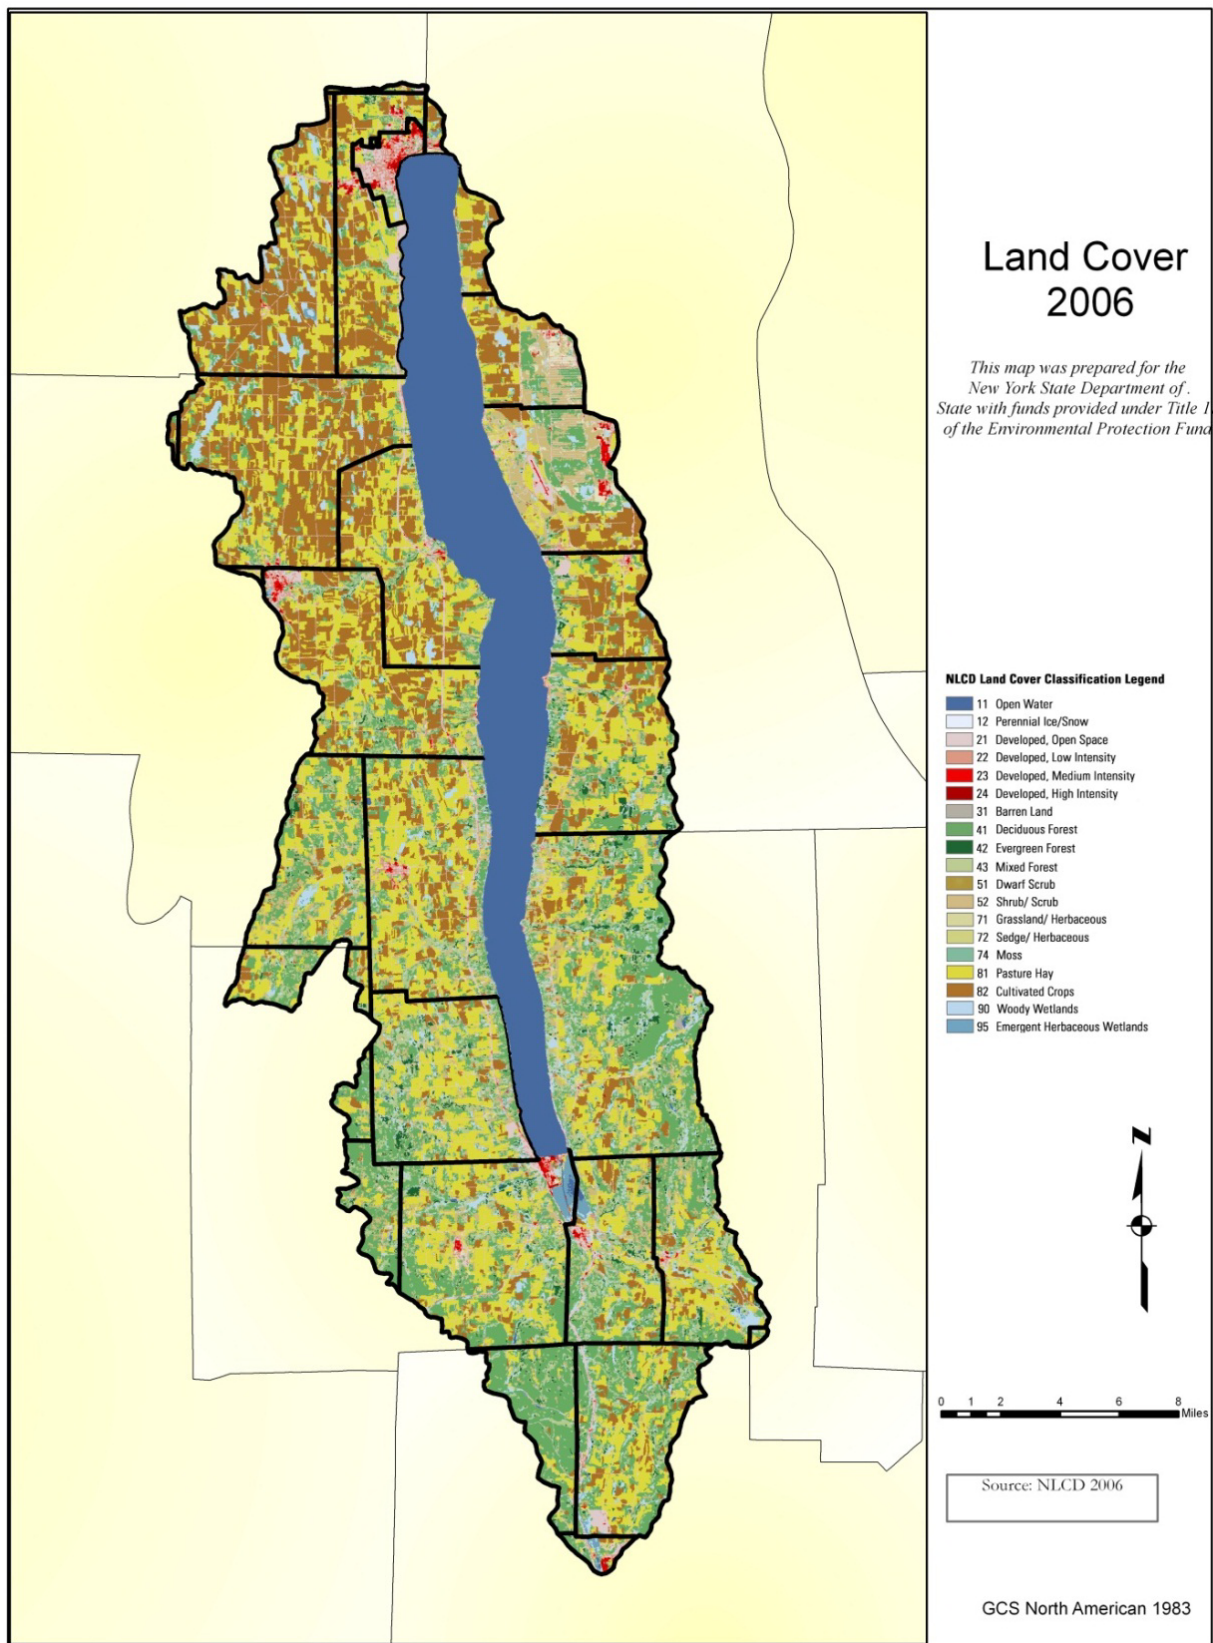 Land Cover
2006
This map was prepared for the
New York State Department of .
State with funds provided under Title 1
of the Environmental Protection Fund
NLCD Land Cover Classification Legend
11 Open Water
12 Perennial Ice/Snow
21 Developed, Open Space
22 Developed, Low Intensity
23 Developed, Medium Intensity
24 Developed, High Intensity
31 Barren Land
41 Deciduous Forest
42 Evergreen Forest
43 Mixed Forest
51 Dwarf Scrub
52 Shrub/ Scrub
71 Grassland/ Herbaceous
72 Sedge/ Herbaceous
74 Moss
81 Pasture Hay
82 Cultivated Crops
90 Woody Wetlands
95 Emergent Herbaceous Wetlands
N
0 1 2 4 6 8
Miles
Source: NLCD 2006
GCS North American 1983